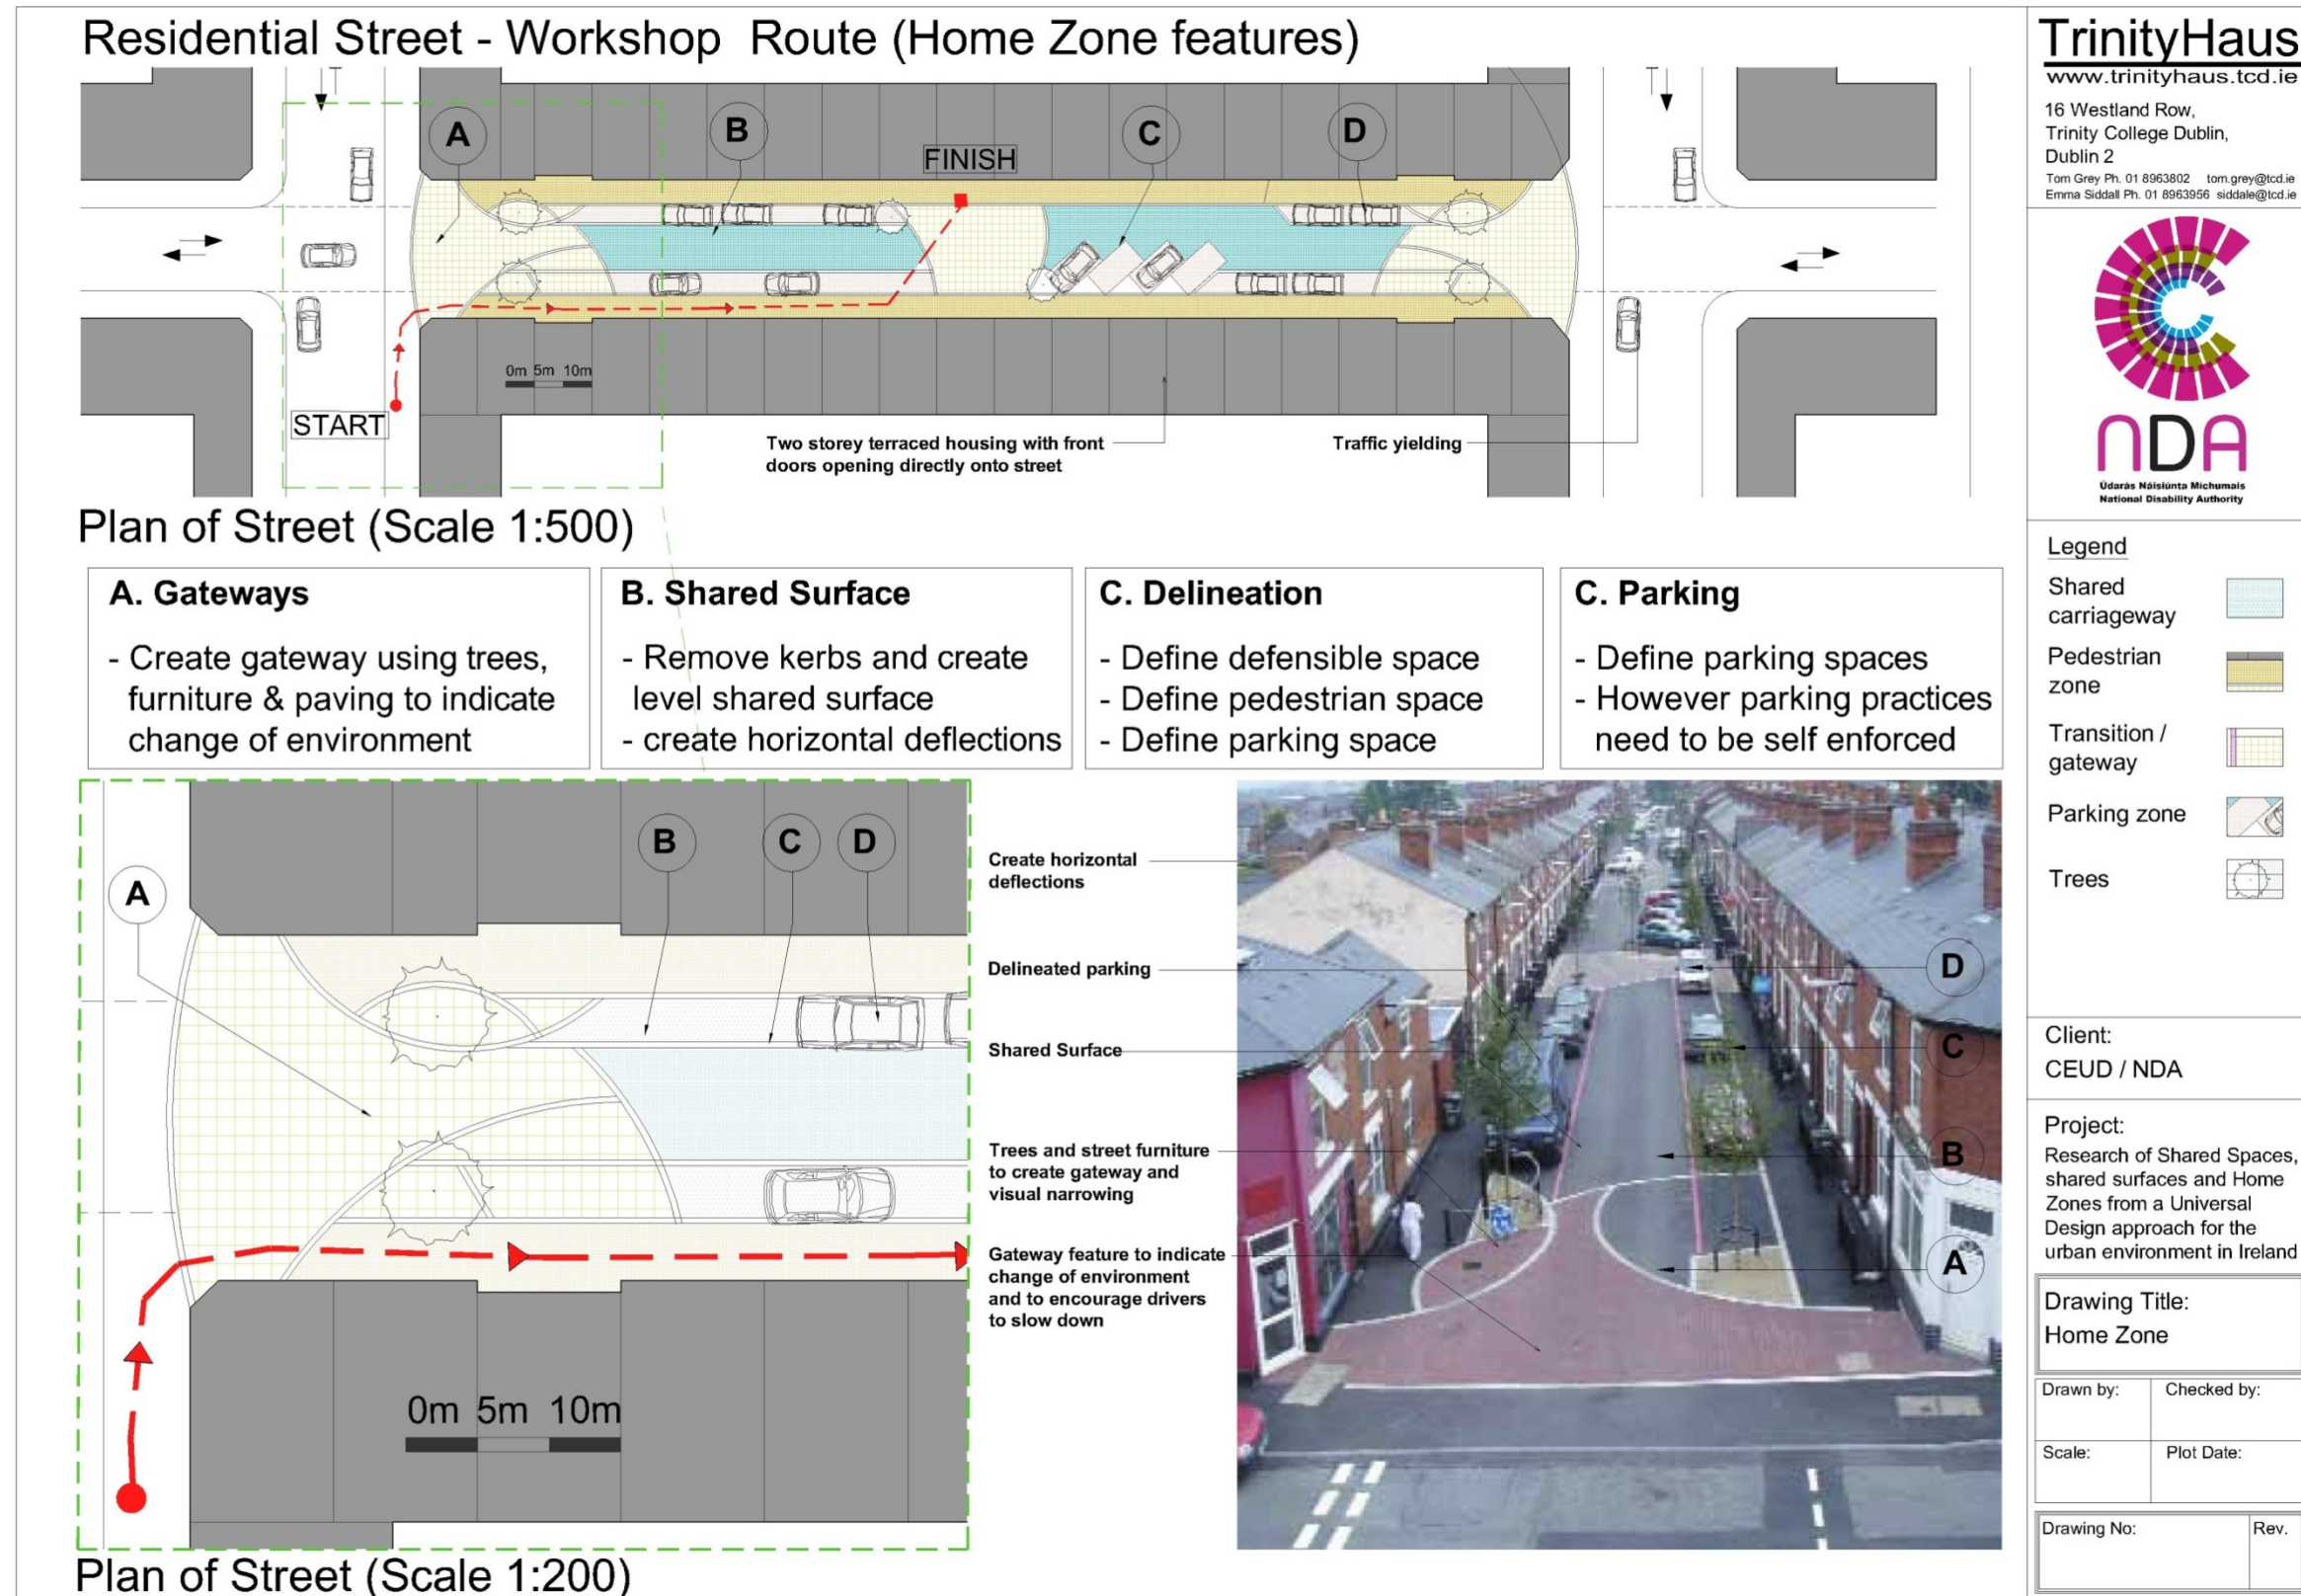 Residential Street - Workshop Route (Home Zone features)
A
B
C
D
FINISH
0m 5m 10m
START
Two storey terraced housing with front
doors opening directly onto street
Traffic yielding
Plan of Street (Scale 1:500)
A. Gateways
- Create gateway using trees,
furniture & paving to indicate
change of environment
B. Shared Surface
- Remove kerbs and create
level shared surface
- create horizontal deflections
C. Delineation
- Define defensible space
- Define pedestrian space
- Define parking space
C. Parking
- Define parking spaces
- However parking practices
need to be self enforced
A
B
C
D
0m 5m 10m
Plan of Street (Scale 1:200)
Create horizontal
deflections
Delineated parking
Shared Surface
Trees and street furniture
to create gateway and
visual narrowing
Gateway feature to indicate
change of environment
and to encourage drivers
to slow down
D
C
B
A
TrinityHaus
www.trinityhaus.tcd.ie
16 Westland Row,
Trinity College Dublin,
Dublin 2
Tom Grey Ph. 01 8963802 tom.grey@tcd.ie
Emma Siddall Ph. 01 8963956 siddale@tcd.ie
NDA
Údarás Náisiúnta Míchumais
National Disability Authority
Legend
Shared
carriageway
Pedestrian
zone
Transition /
gateway
Parking zone
Trees
Client:
CEUD / NDA
Project:
Research of Shared Spaces,
shared surfaces and Home
Zones from a Universal
Design approach for the
urban environment in Ireland
Drawing Title:
Home Zone
Drawn by:
Checked by:
Scale:
Plot Date:
Drawing No:
Rev.